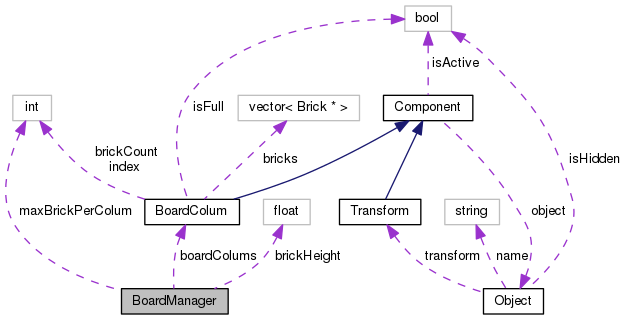 bool
isActive
int
isFull
vector< Brick * >
Component
brickCount
index
bricks
isHidden
maxBrickPerColum
BoardColum
float
Transform
string
object
boardColums
brickHeight
transform
name
BoardManager
Object